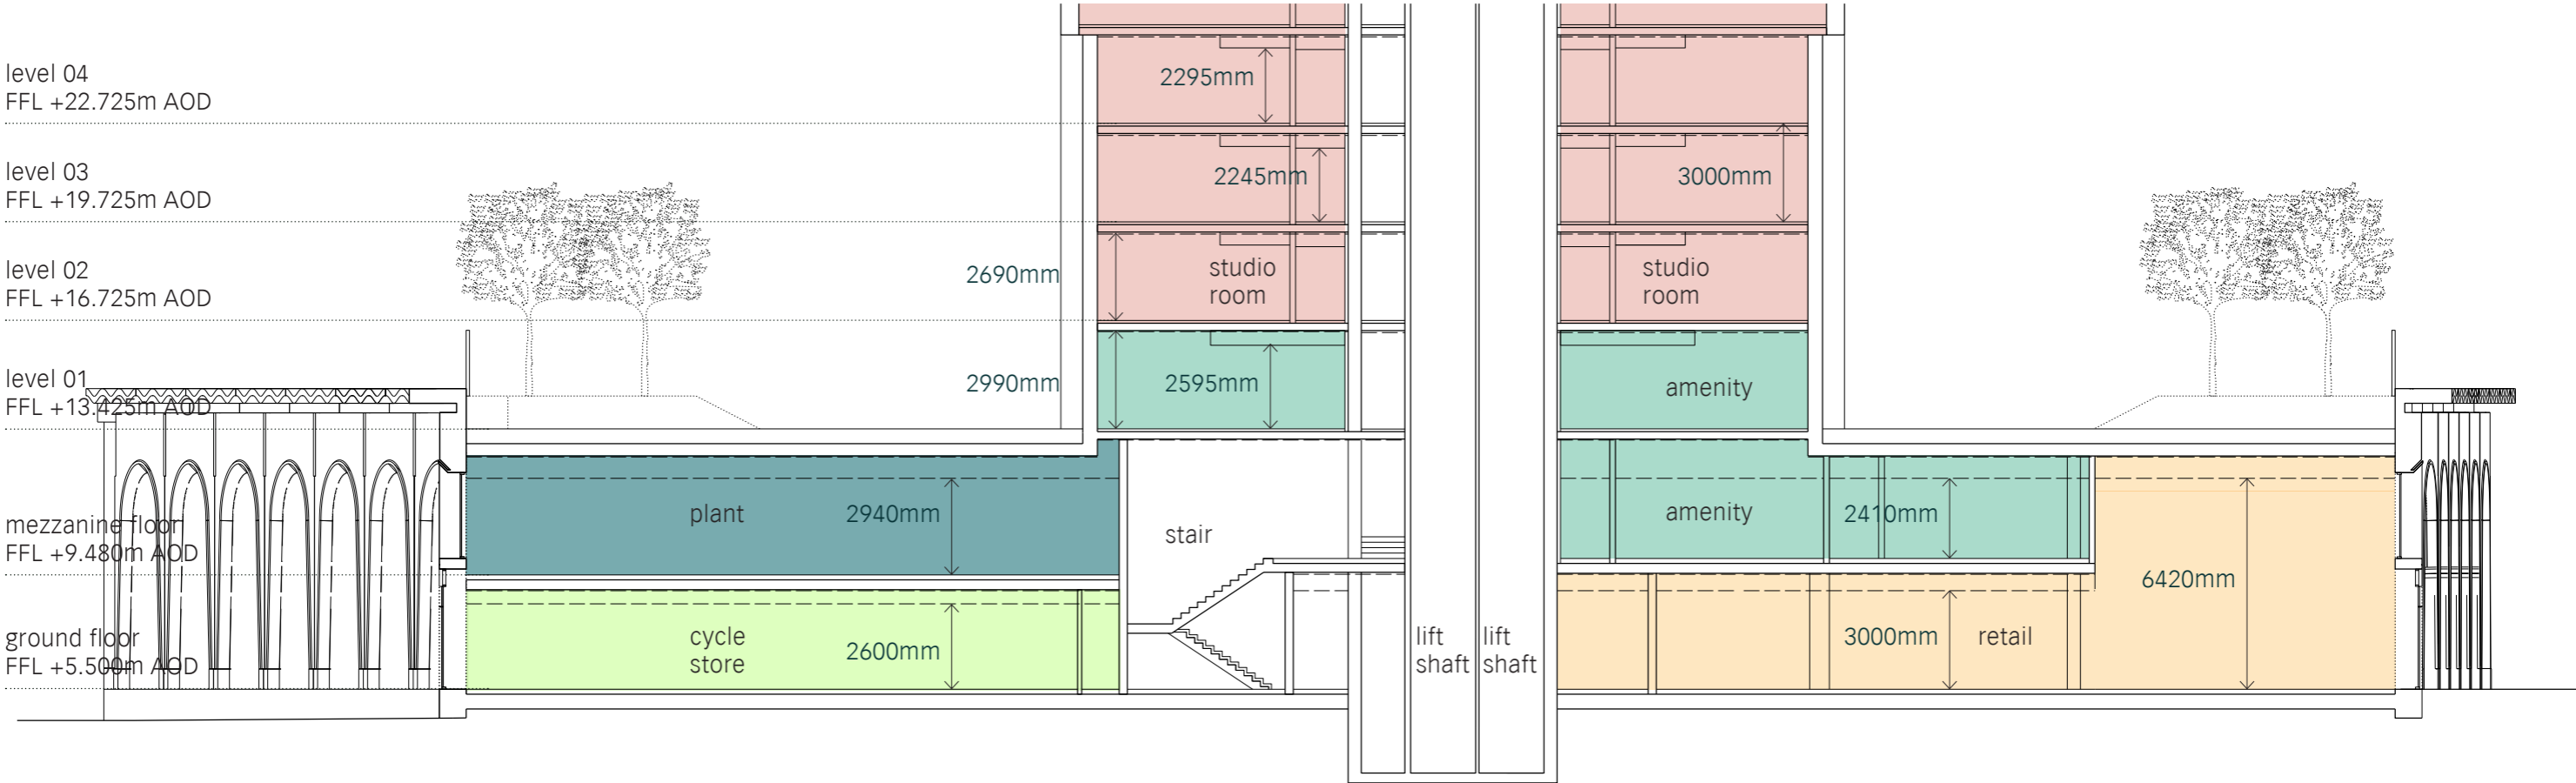 level 04
FFL +22.725m AOD
2295mm
level 03
FFL +19.725m AOD
2245mm
3000mm
level 02
FFL +16.725m AOD
2690mm
studio
room
studio
room
level 01
FFL +13.425m AOD
2990mm
2595mm
amenity
mezzanine floor
FFL +9.480m AOD
plant
2940mm
stair
amenity
2410mm
6420mm
ground floor
FFL +5.500m AOD
cycle
store
2600mm
lift
shaft
lift
shaft
3000mm
retail